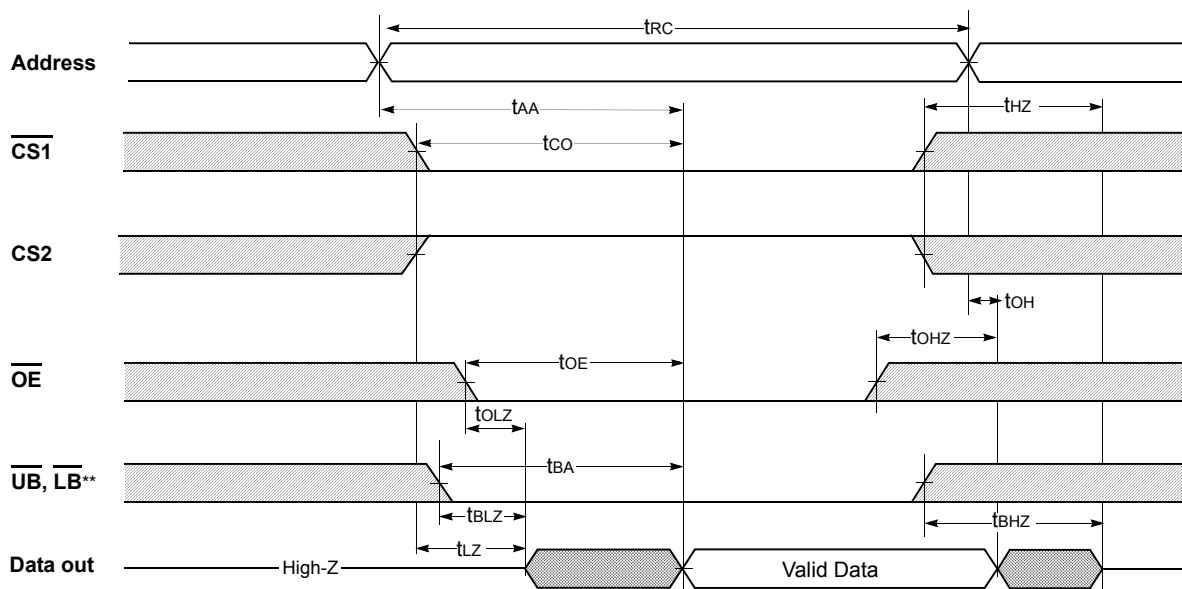 tRC
Address
tAA
tHZ
CS1
tCO
CS2
tOH
tOHZ
OE
tOE
tOLZ
UB, LB**
tBA
tBLZ
tBHZ
tLZ
Data out
High-Z
Valid Data